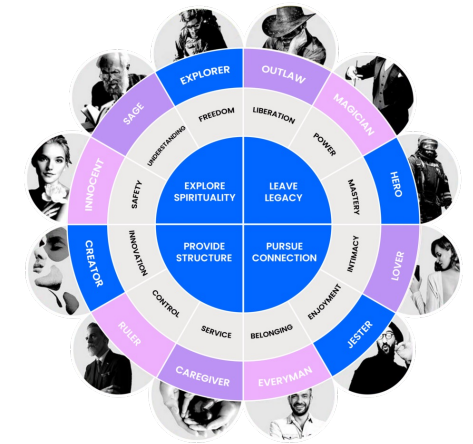 EXPLORER
OUTLAW
MAGICIAN
HERO
LOVER
JESTER
EVERYMAN
CAREGIVER
RULER
CREATOR
INNOCENT
SAGE
FREEDOM
LIBERATION
POWER
MASTERY
INTIMACY
ENJOYMENT
BELONGING
SERVICE
CONTROL
INNOVATION
SAFETY
UNDERSTANDING
EXPLORE
SPIRITUALITY
LEAVE
LEGACY
PROVIDE
STRUCTURE
PURSUE
CONNECTION